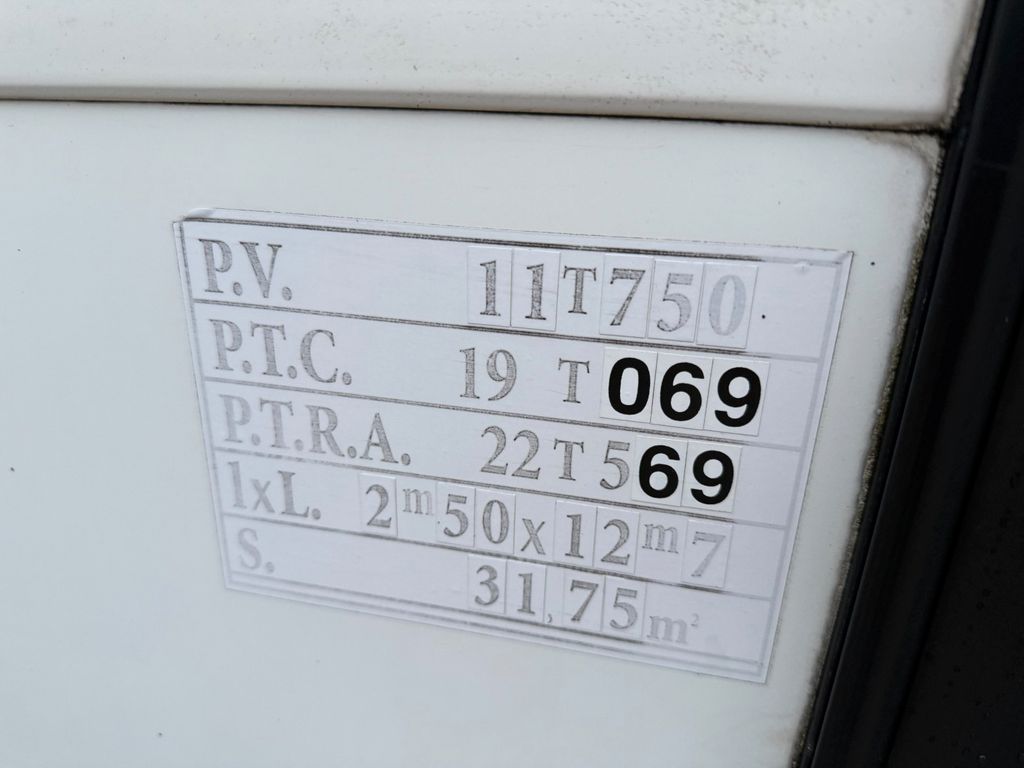 P.V. 11T750
P.T.C. 19 T 069
P.T.R.A. 22T569
lxL. 2m50x12m7
S. 31,75m²